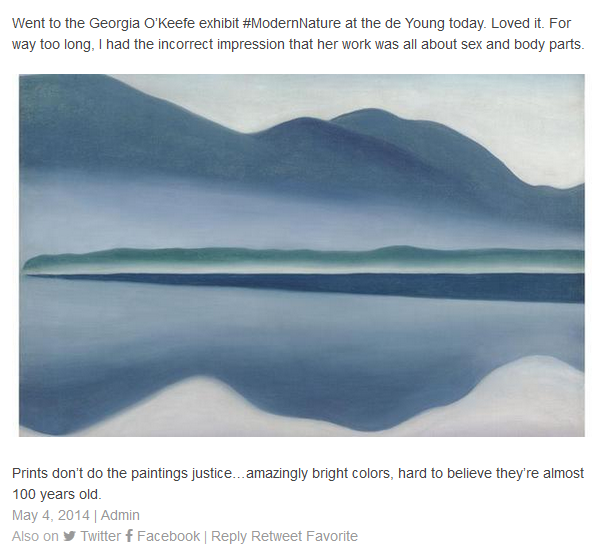 Went to the Georgia O'Keefe exhibit #ModernNature at the de Young today. Loved it. For
way too long, I had the incorrect impression that her work was all about sex and body parts.
Prints don't do the paintings justice…amazingly bright colors, hard to believe they're almost
100 years old.
May 4, 2014 | Admin
Also on Twitter Facebook | Reply Retweet Favorite